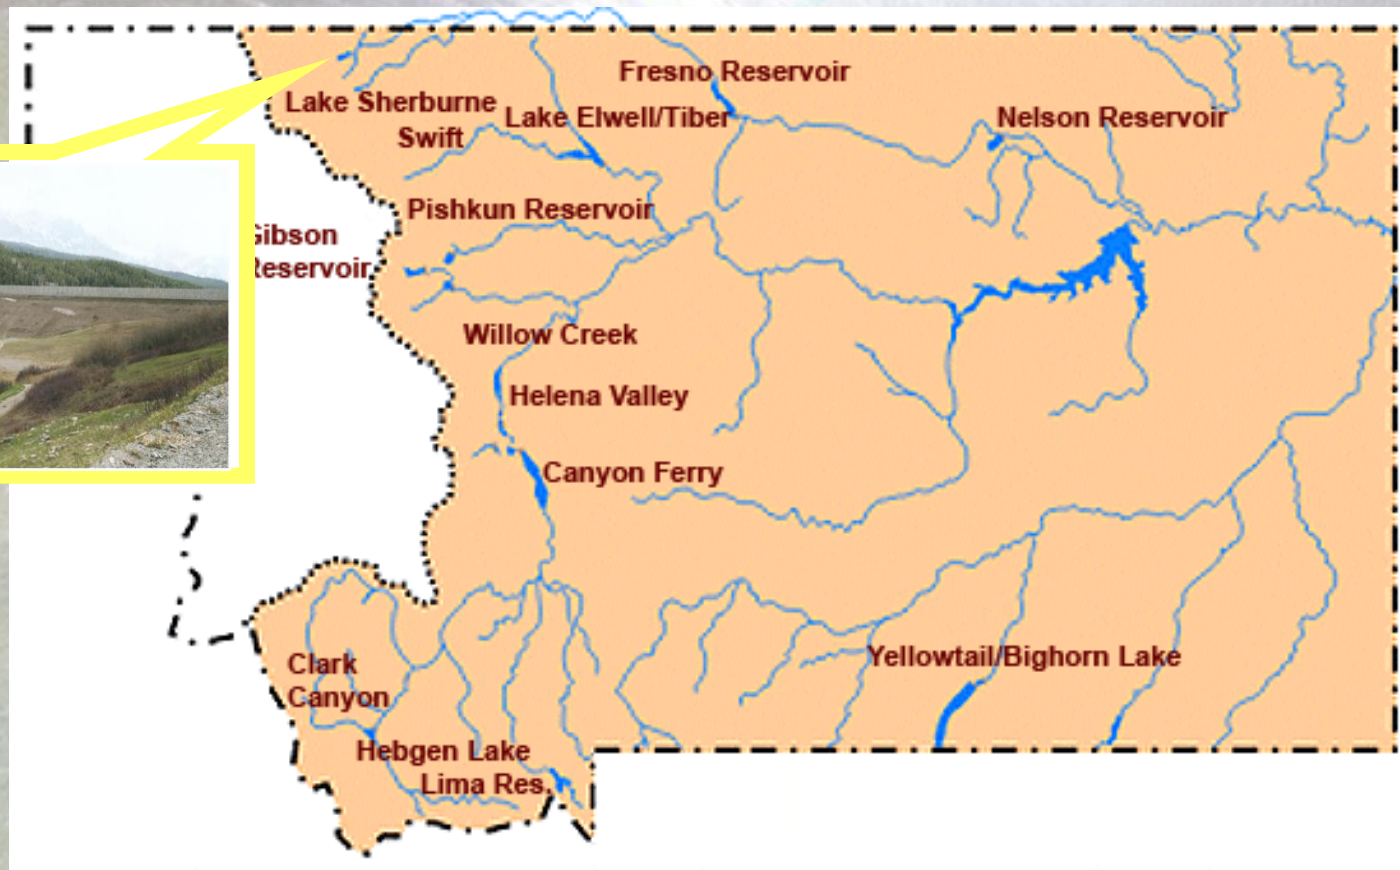 Fresno Reservoir
Lake Sherburne
Swift
Lake Elwell/Tiber
Nelson Reservoir
Pishkun Reservoir
Gibson
Reservoir
Willow Creek
Helena Valley
Canyon Ferry
Yellowtail/Bighorn Lake
Clark
Canyon
Hebgen Lake
Lima Res.